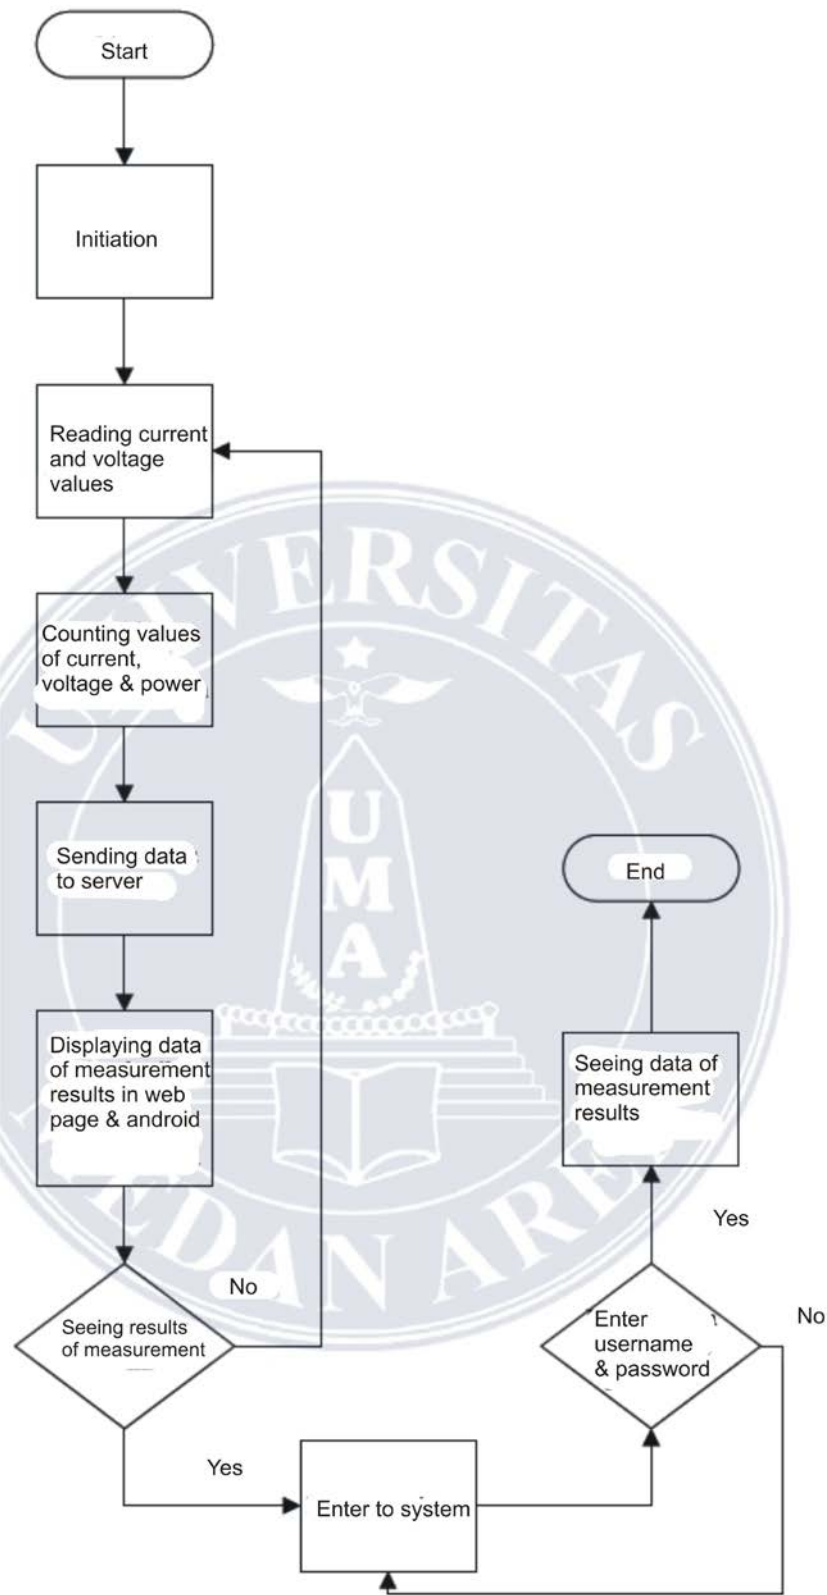 Start
Initiation
Reading current
and voltage
values
Counting values
of current,
voltage & power
Sending data
to server
Displaying data
of measurement
results in web
page & android
Seeing results
of measurement
No
Yes
Enter to system
Enter
username
& password
No
Yes
Seeing data of
measurement
results
End
UNIVERSITAS
UMA
MEDAN AREA